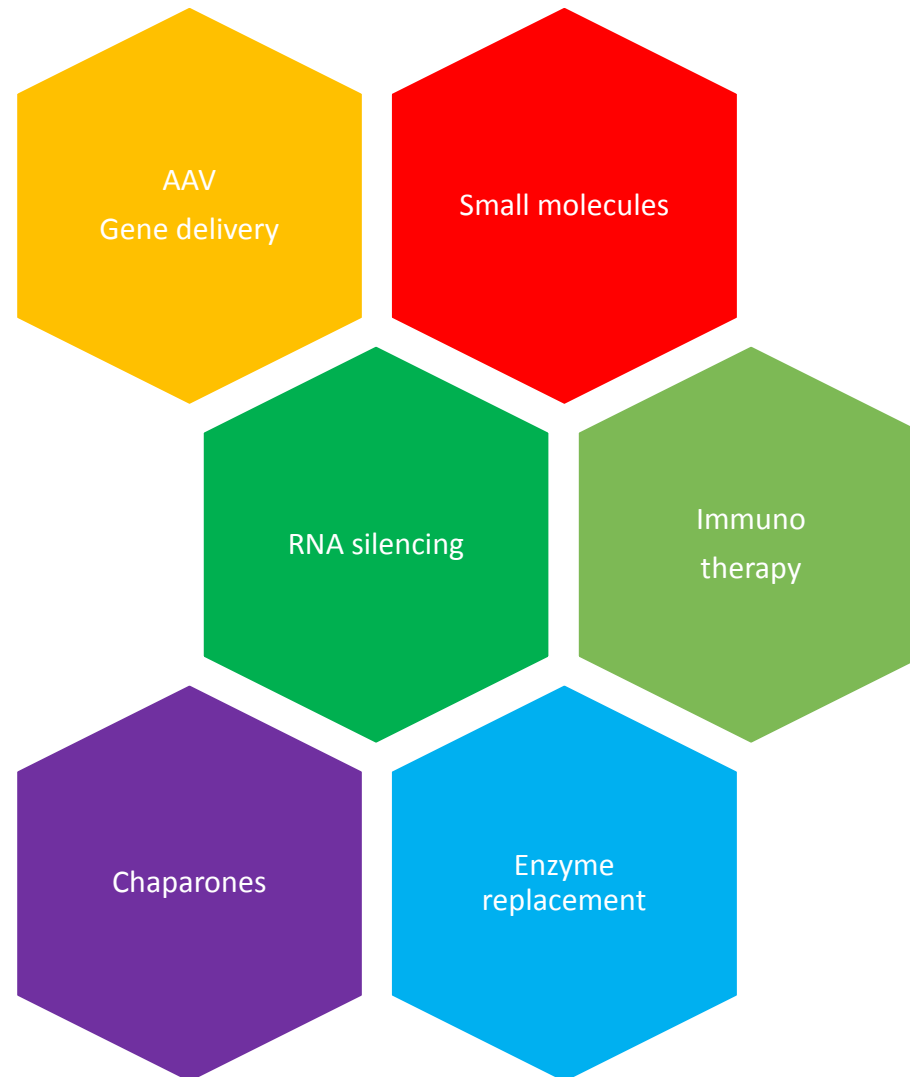 AAV
Gene delivery
Small molecules
RNA silencing
Immuno
therapy
Chaparones
Enzyme
replacement